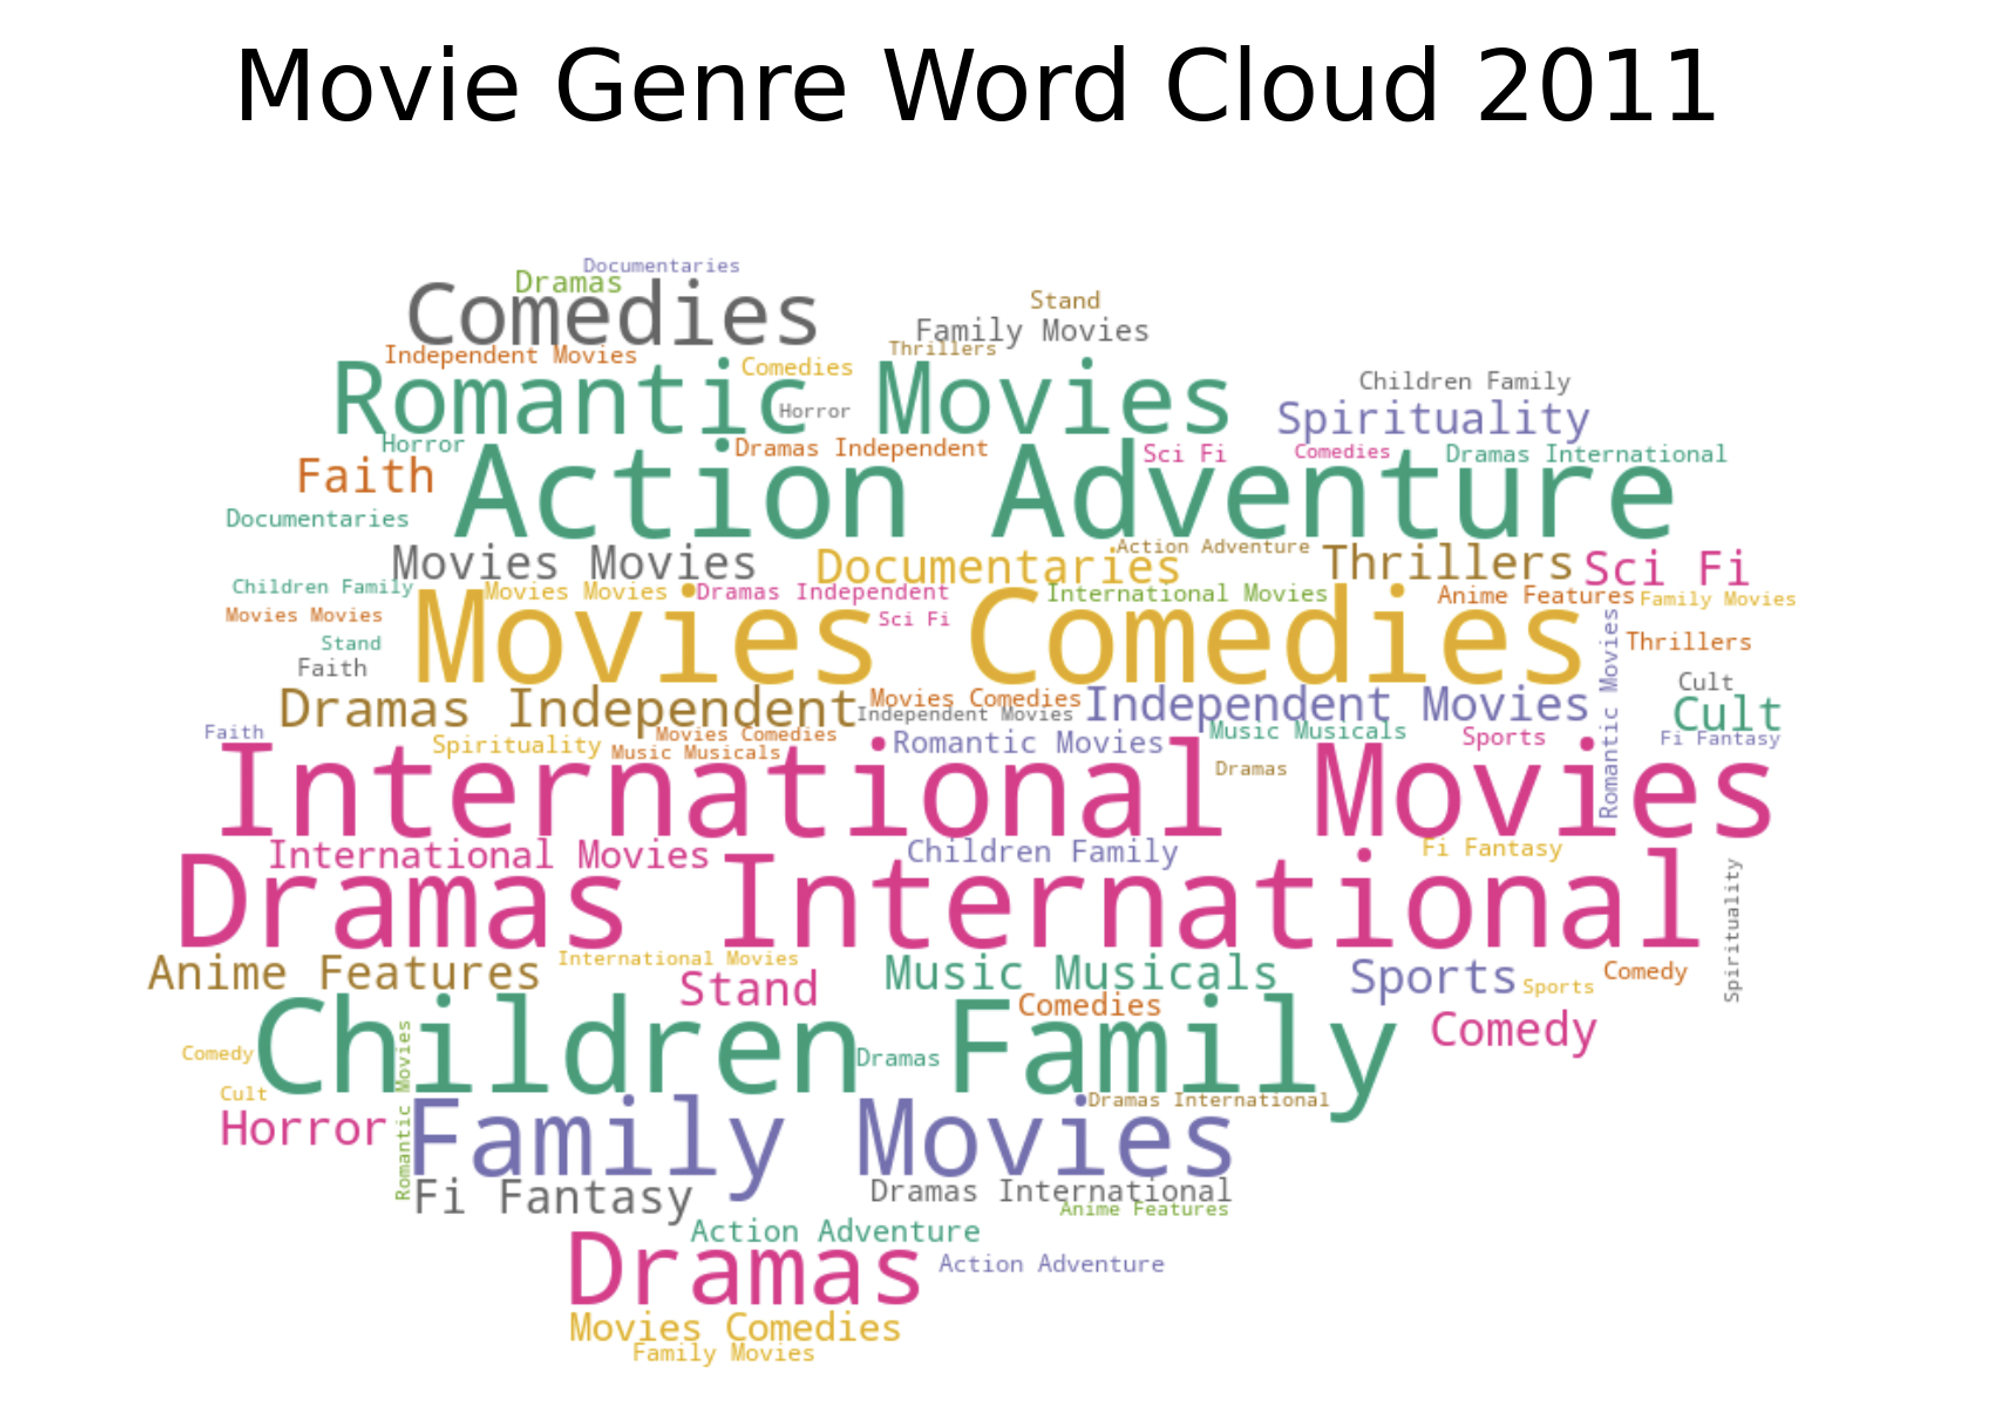 Movie Genre Word Cloud 2011
Documentaries
Dramas
Comedies
Stand
Family Movies
Thrillers
Independent Movies
Comedies
Romantic Movies
Horror
Children Family
Spirituality
Horror
Dramas Independent
Sci Fi
Comedies
Dramas International
Faith
Action Adventure
Documentaries
Movies Movies
Documentaries
Action Adventure
Thrillers
Sci Fi
Children Family
Movies Movies
Dramas Independent
International Movies
Anime Features
Family Movies
Movies Movies
Movies Comedies
Sci Fi
Romantic Movies
Thrillers
Stand
Faith
Cult
Dramas Independent
Movies Comedies
Independent Movies
Independent Movies
Cult
Faith
Spirituality
Movies Comedies
Music Musicals
Romantic Movies
Music Musicals
Sports
Fi Fantasy
Dramas
International Movies
International Movies
Children Family
Fi Fantasy
Dramas International
Spirituality
Anime Features
International Movies
Stand
Music Musicals
Sports
Sports
Comedy
Comedies
Children Family
Comedy
Comedy
Dramas
Romantic Movies
Cult
Dramas International
Horror
Family Movies
Fi Fantasy
Dramas International
Anime Features
Action Adventure
Dramas
Action Adventure
Movies Comedies
Family Movies